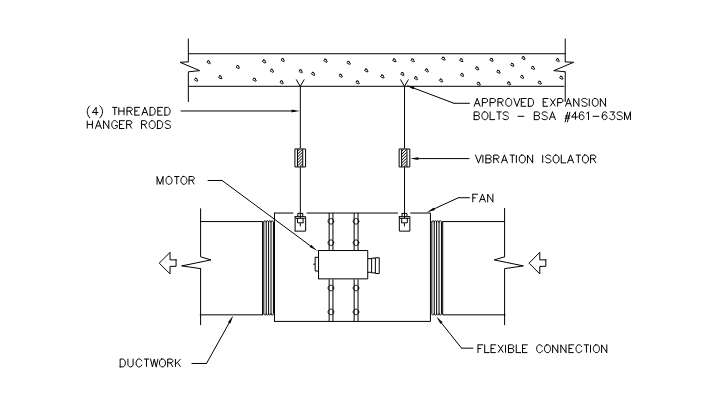 (4) THREADED
HANGER RODS
APPROVED EXPANSION
BOLTS - BSA #461-63SM
VIBRATION ISOLATOR
MOTOR
FAN
FLEXIBLE CONNECTION
DUCTWORK